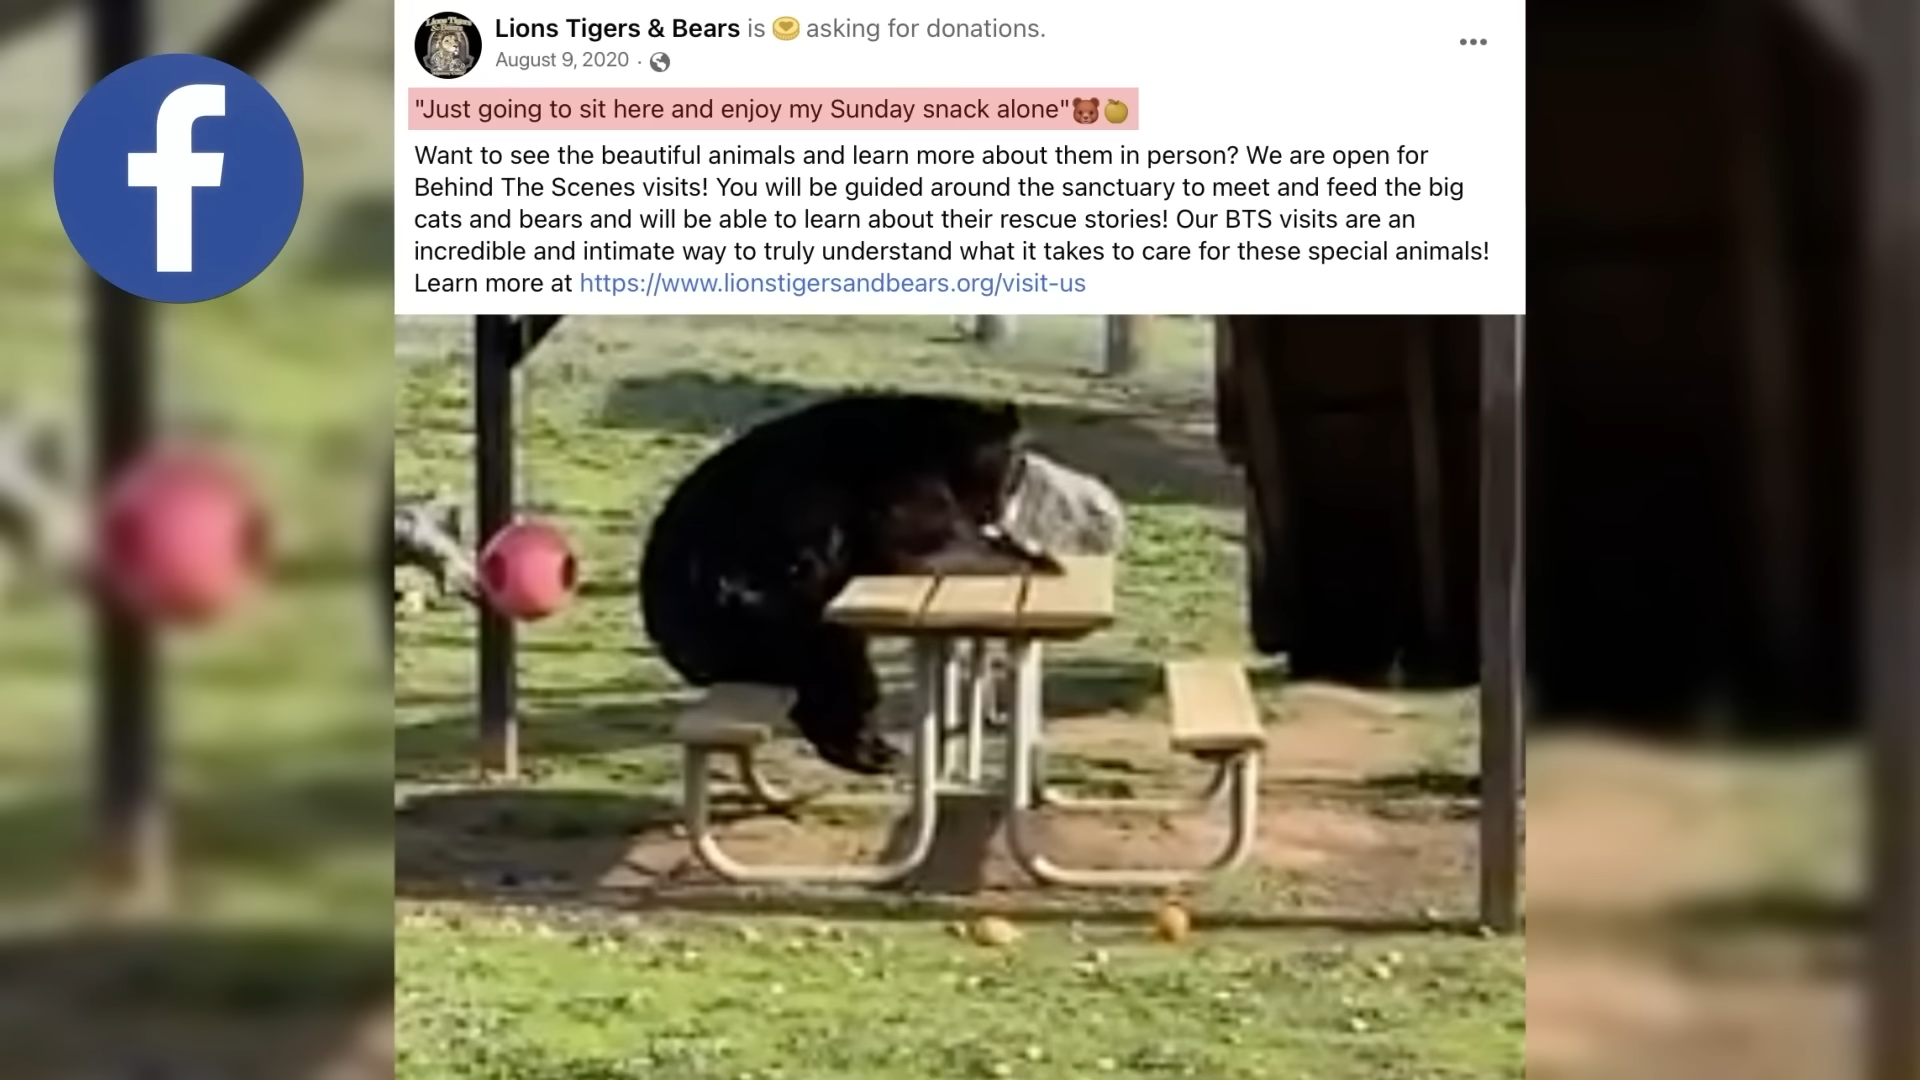 Lions Tigers & Bears is asking for donations.
August 9, 2020 ·
"Just going to sit here and enjoy my Sunday snack alone"🐻🍏
Want to see the beautiful animals and learn more about them in person? We are open for
Behind The Scenes visits! You will be guided around the sanctuary to meet and feed the big
cats and bears and will be able to learn about their rescue stories! Our BTS visits are an
incredible and intimate way to truly understand what it takes to care for these special animals!
Learn more at https://www.lionstigersandbears.org/visit-us